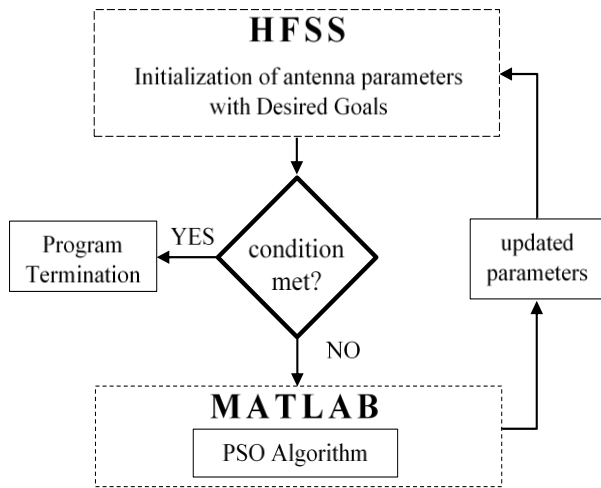 HFSS
Initialization of antenna parameters
with Desired Goals
YES
Program
Termination
condition
met?
updated
parameters
NO
MATLAB
PSO Algorithm